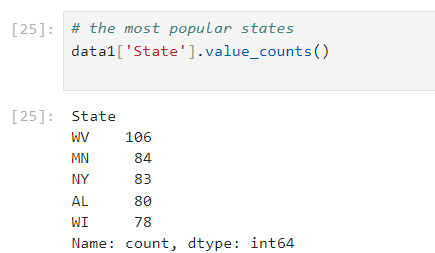 [25]: # the most popular states
data1['State'].value_counts()
[25]: State
WV    106
MN     84
NY     83
AL     80
WI     78
Name: count, dtype: int64